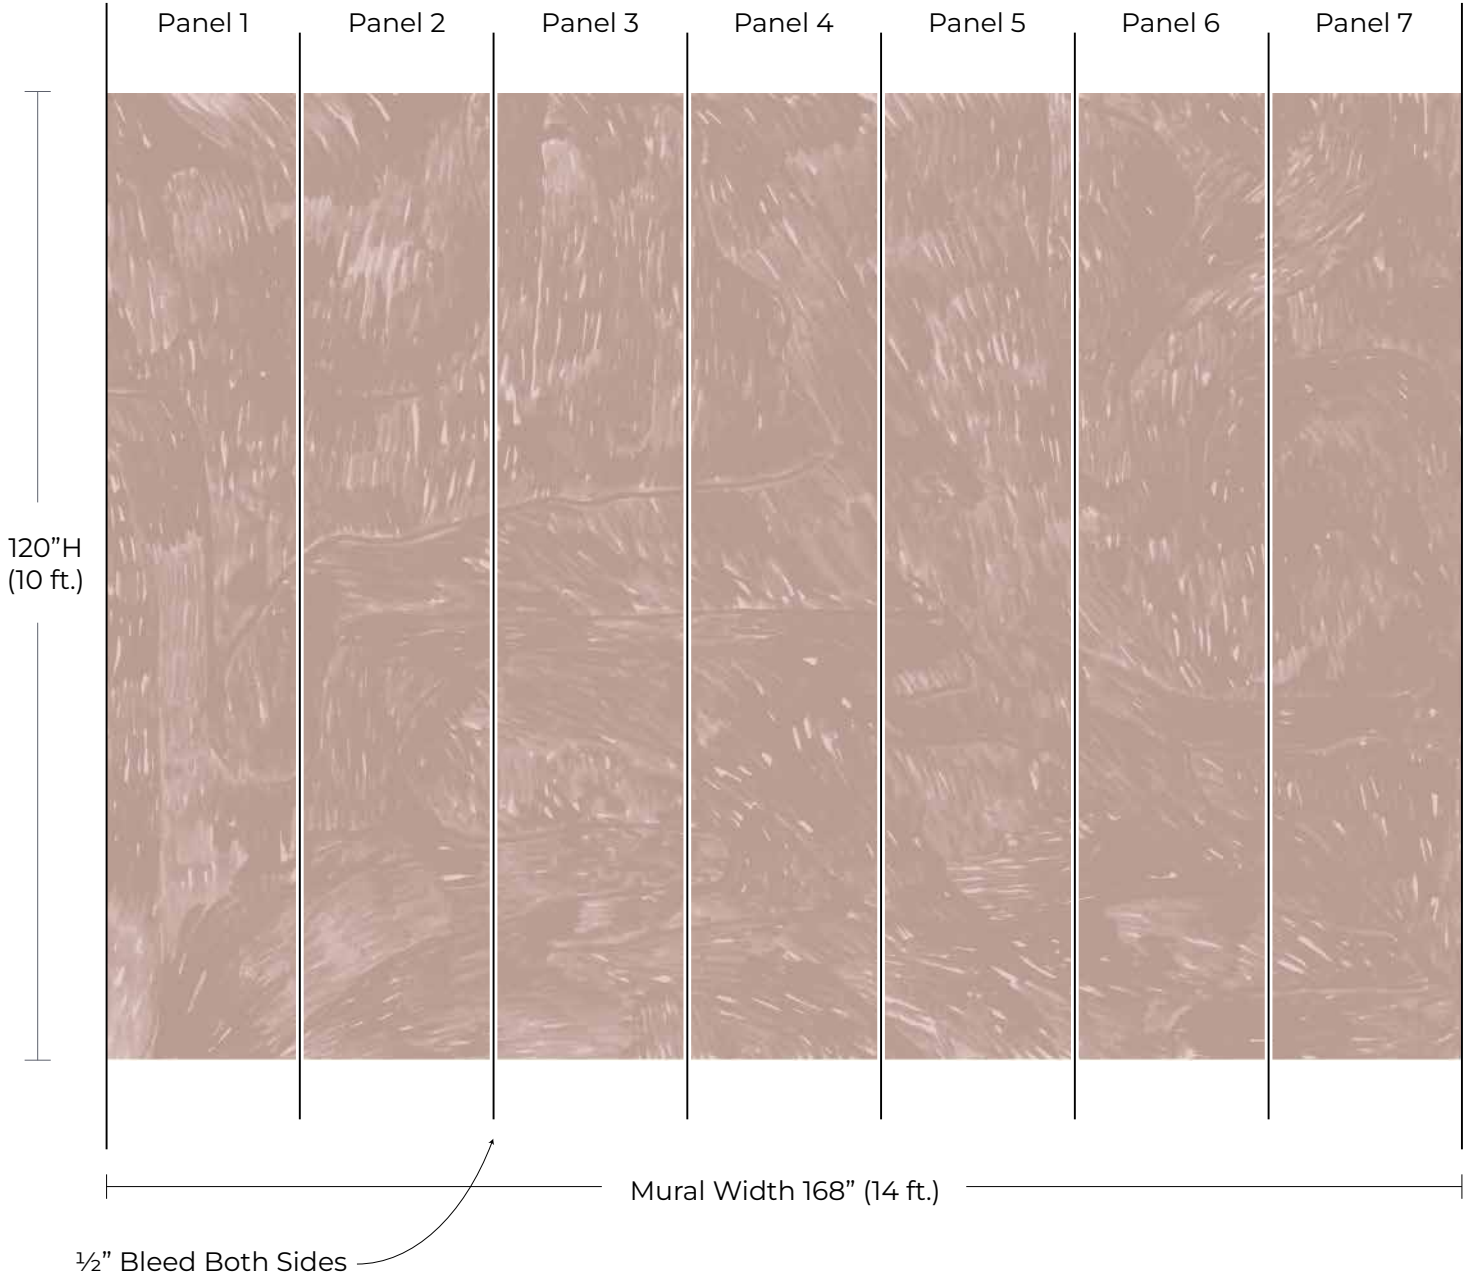 Panel 1
Panel 2
Panel 3
Panel 4
Panel 5
Panel 6
Panel 7
120”H
(10 ft.)
Mural Width 168” (14 ft.)
½” Bleed Both Sides